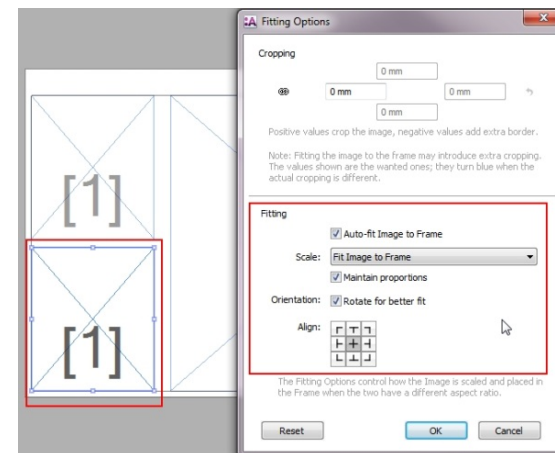 :A Fitting Options
Cropping
0 mm
0 mm
0 mm
0 mm
Positive values crop the image, negative values add extra border.
Note: Fitting the image to the frame may introduce extra cropping.
The values shown are the wanted ones; they turn blue when the
actual cropping is different.
[1]
Fitting
Auto-fit Image to Frame
Scale: Fit Image to Frame
Maintain proportions
Orientation: Rotate for better fit
Align:
[1]
The Fitting Options control how the Image is scaled and placed in
the Frame when the two have a different aspect ratio.
Reset OK Cancel